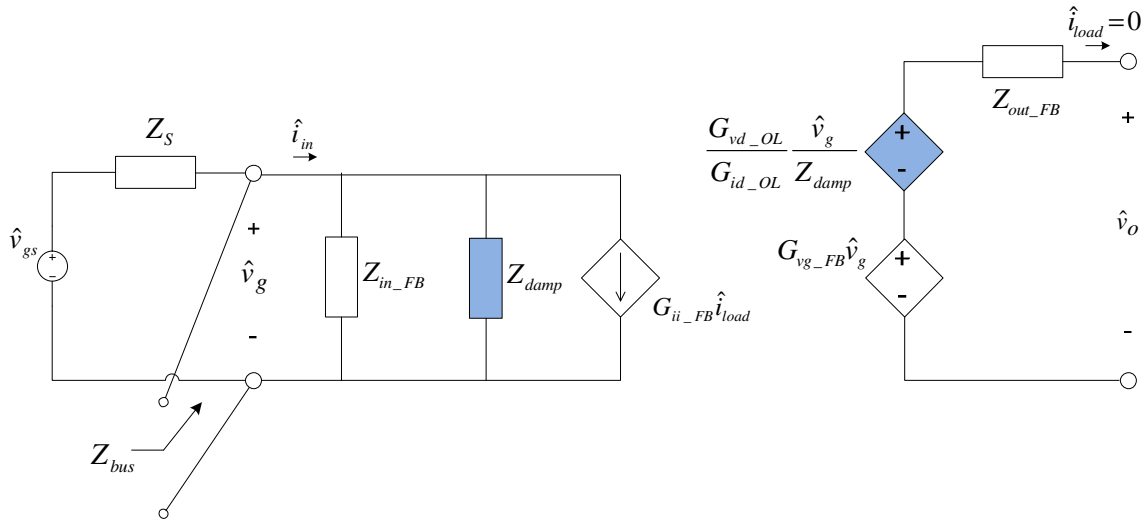 Z_S
î_in
v̂_gs
+
-
+
v̂_g
-
Z_in_FB
Z_damp
G_ii_FB î_load
Z_bus
î_load=0
Z_out_FB
G_vd_OL v̂_g
G_id_OL Z_damp
+
-
G_vg_FB v̂_g
+
-
+
v̂_o
-